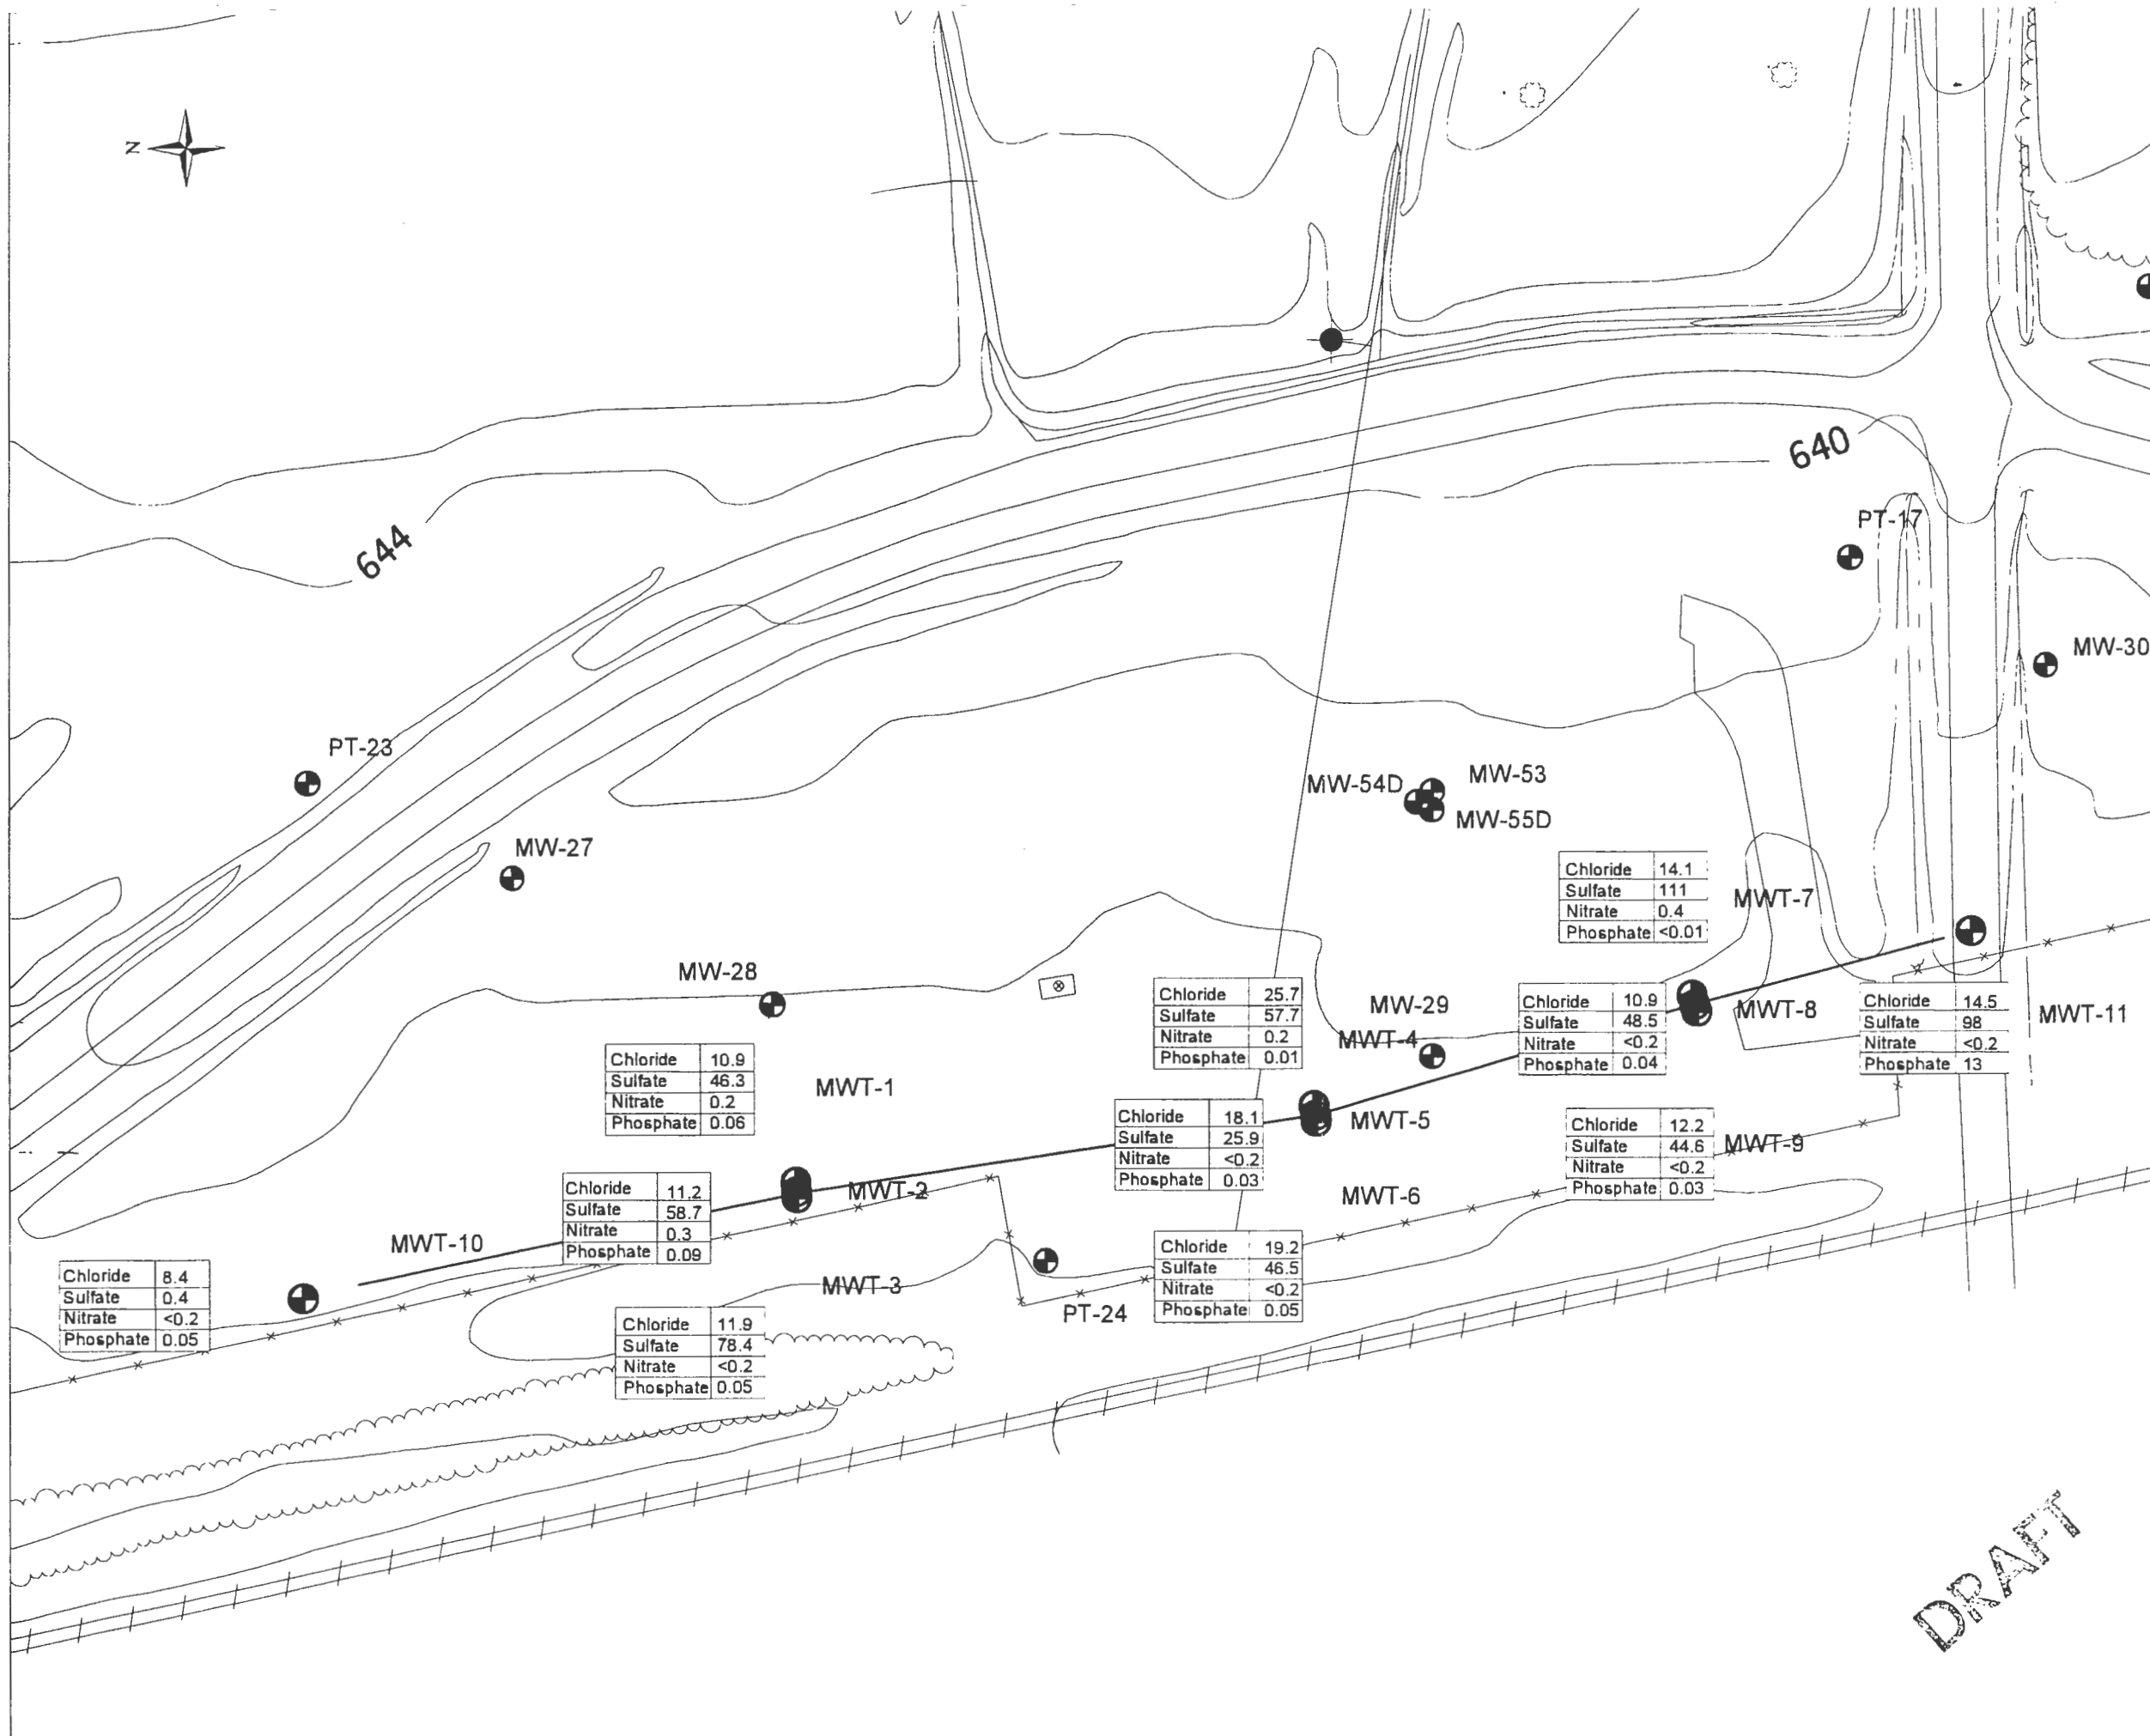 N
640
644
PT-17
MW-30
PT-23
MW-53
MW-54D
MW-55D
MW-27
Chloride 14.1
Sulfate 111
Nitrate 0.4
Phosphate <0.01
MWT-7
MW-28
Chloride 25.7
Sulfate 57.7
Nitrate 0.2
Phosphate 0.01
MW-29
MWT-4
Chloride 10.9
Sulfate 48.5
Nitrate <0.2
Phosphate 0.04
MWT-8
Chloride 14.5
Sulfate 98
Nitrate <0.2
Phosphate 13
MWT-11
Chloride 10.9
Sulfate 46.3
Nitrate 0.2
Phosphate 0.06
MWT-1
Chloride 18.1
Sulfate 25.9
Nitrate <0.2
Phosphate 0.03
MWT-5
Chloride 12.2
Sulfate 44.6
Nitrate <0.2
Phosphate 0.03
MWT-9
Chloride 11.2
Sulfate 58.7
Nitrate 0.3
Phosphate 0.09
MWT-2
MWT-6
MWT-10
Chloride 19.2
Sulfate 46.5
Nitrate <0.2
Phosphate 0.05
Chloride 8.4
Sulfate 0.4
Nitrate <0.2
Phosphate 0.05
MWT-3
PT-24
Chloride 11.9
Sulfate 78.4
Nitrate <0.2
Phosphate 0.05
DRAFT